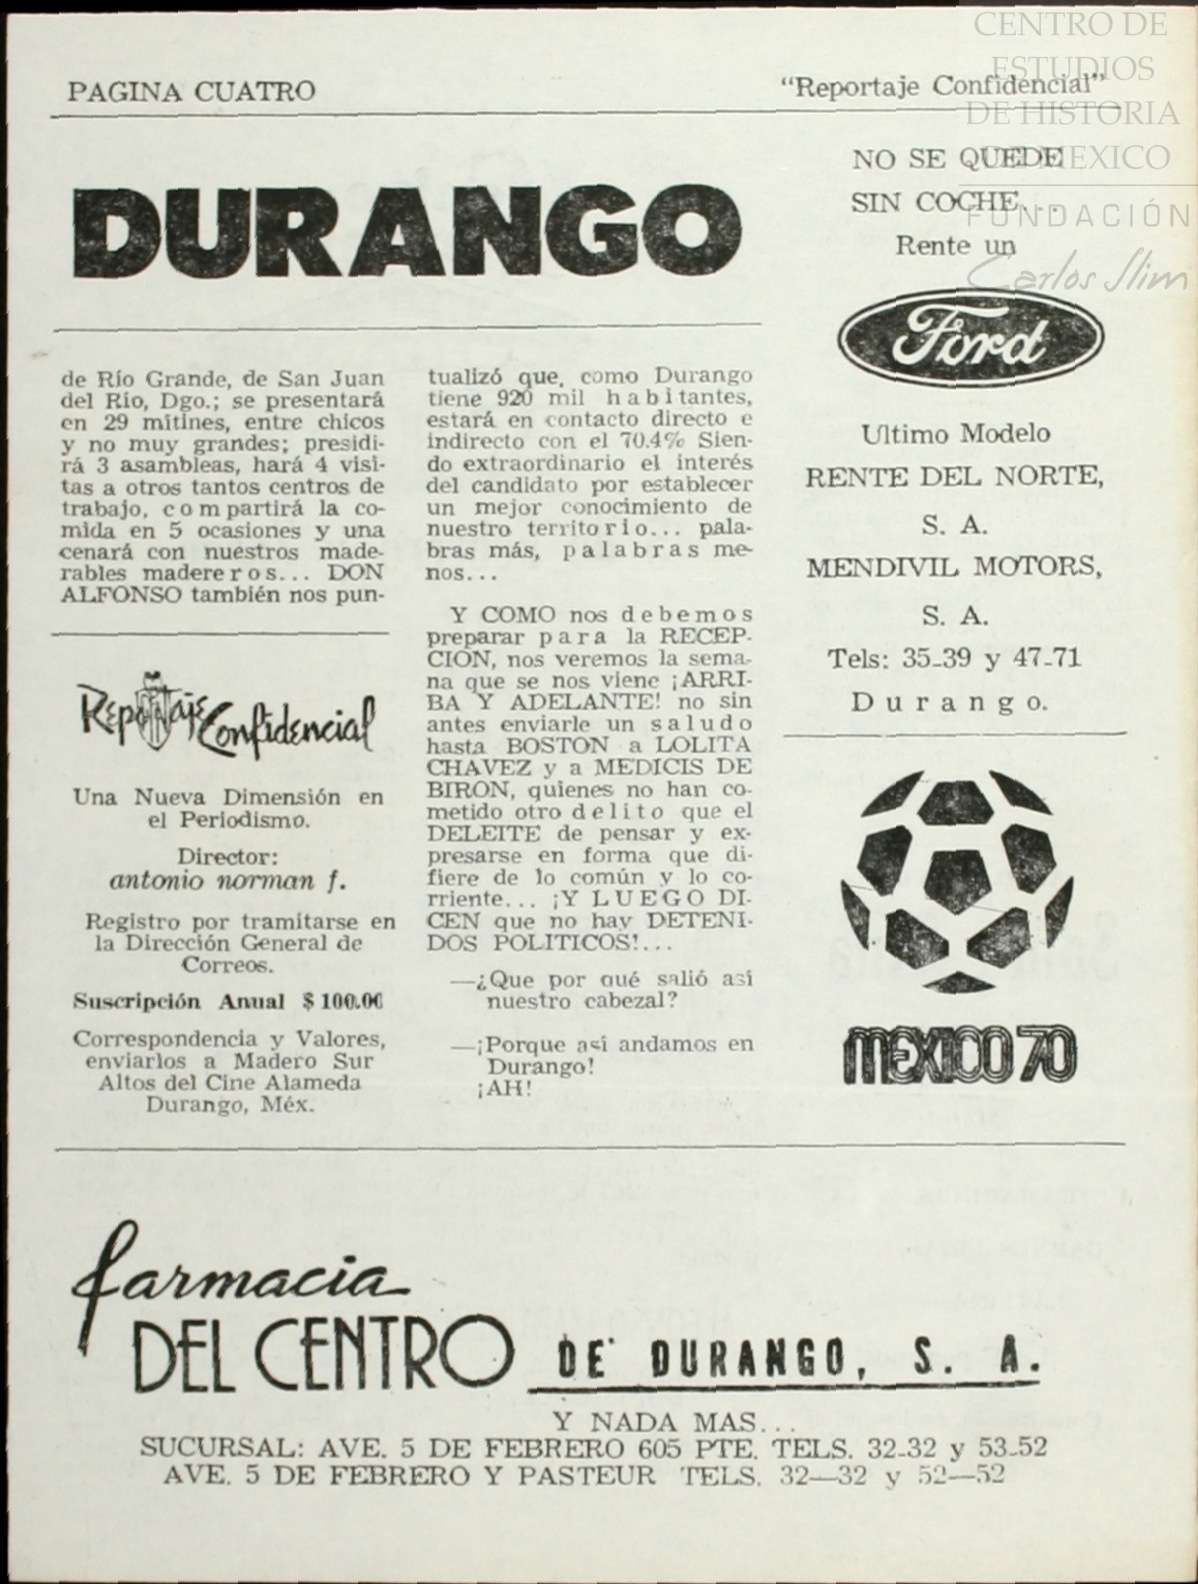 PAGINA CUATRO
"Reportaje Confidencial"
CENTRO DE
ESTUDIOS
DE HISTORIA
DE MEXICO
FUNDACIÓN
Carlos Slim
DURANGO
de Río Grande, de San Juan
del Río, Dgo.; se presentará
en 29 mítines, entre chicos
y no muy grandes; presidi-
rá 3 asambleas, hará 4 visi-
tas a otros tantos centros de
trabajo, compartirá la co-
mida en 5 ocasiones y una
cenará con nuestros made-
rables madereros... DON
ALFONSO también nos pun-
Reportaje Confidencial
Una Nueva Dimensión en
el Periodismo.
Director:
antonio norman f.
Registro por tramitarse en
la Dirección General de
Correos.
Suscripción Anual $ 100.00
Correspondencia y Valores,
enviarlos a Madero Sur
Altos del Cine Alameda
Durango, Méx.
tualizó que, como Durango
tiene 920 mil habitantes,
estará en contacto directo e
indirecto con el 70.4% Sien-
do extraordinario el interés
del candidato por establecer
un mejor conocimiento de
nuestro territorio... pala-
bras más, palabras me-
nos...
Y COMO nos debemos
preparar para la RECEP-
CION, nos veremos la sema-
na que se nos viene ¡ARRI-
BA Y ADELANTE! no sin
antes enviarle un saludo
hasta BOSTON a LOLITA
CHAVEZ y a MEDICIS DE
BIRON, quienes no han co-
metido otro delito que el
DELEITE de pensar y ex-
presarse en forma que di-
fiere de lo común y lo co-
rriente... ¡Y LUEGO DI-
CEN que no hay DETENI-
DOS POLITICOS!...
—¿Que por qué salió así
nuestro cabezal?
—¡Porque así andamos en
Durango!
¡AH!
NO SE QUEDE
SIN COCHE...
Rente un
Ford
Ultimo Modelo
RENTE DEL NORTE,
S. A.
MENDIVIL MOTORS,
S. A.
Tels: 35-39 y 47-71
Durango.
MEXICO 70
farmacia
DEL CENTRO DE DURANGO, S. A.
Y NADA MAS...
SUCURSAL: AVE. 5 DE FEBRERO 605 PTE. TELS. 32-32 y 53-52
AVE. 5 DE FEBRERO Y PASTEUR TELS. 32—32 y 52—52